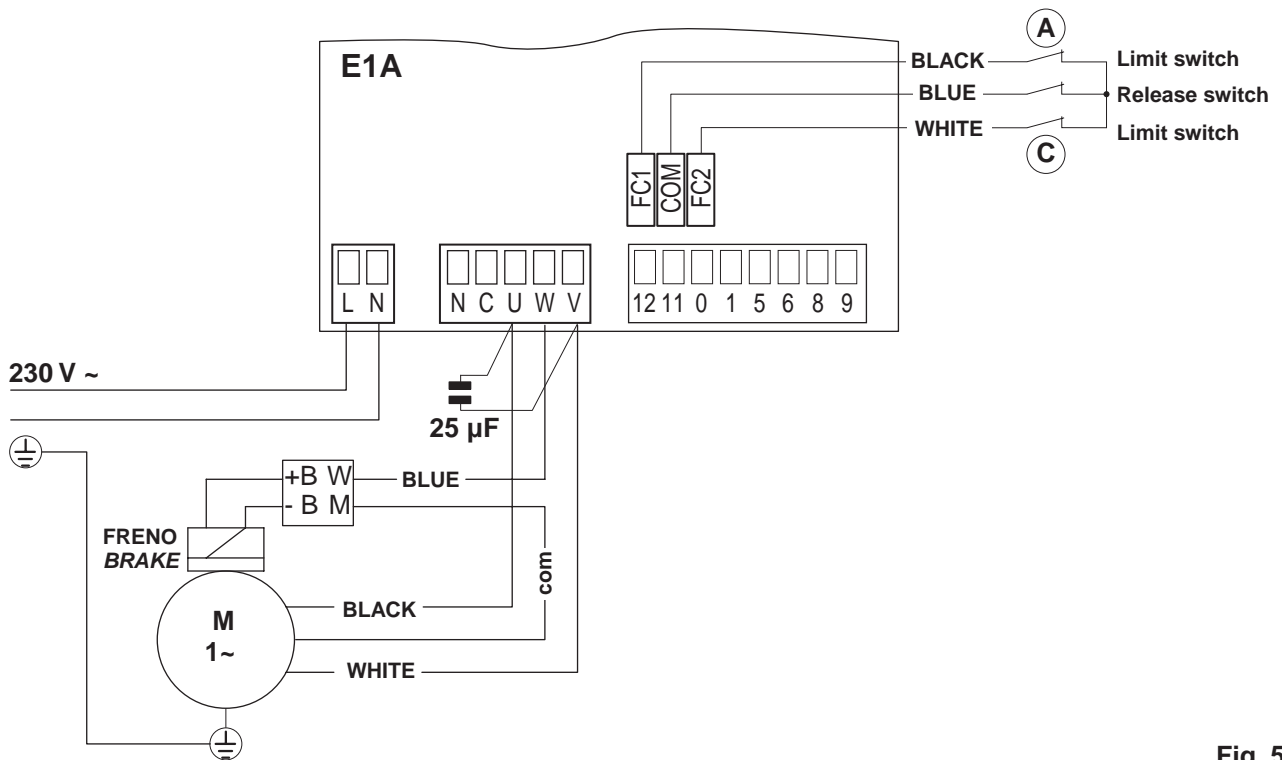 A
E1A
BLACK
Limit switch
BLUE
Release switch
WHITE
Limit switch
C
FC1
COM
FC2
L N
N C U W V
12 11 0 1 5 6 8 9
230 V ~
25 µF
+B W
- B M
BLUE
FRENO
BRAKE
com
BLACK
M
1~
WHITE
Fig. 5